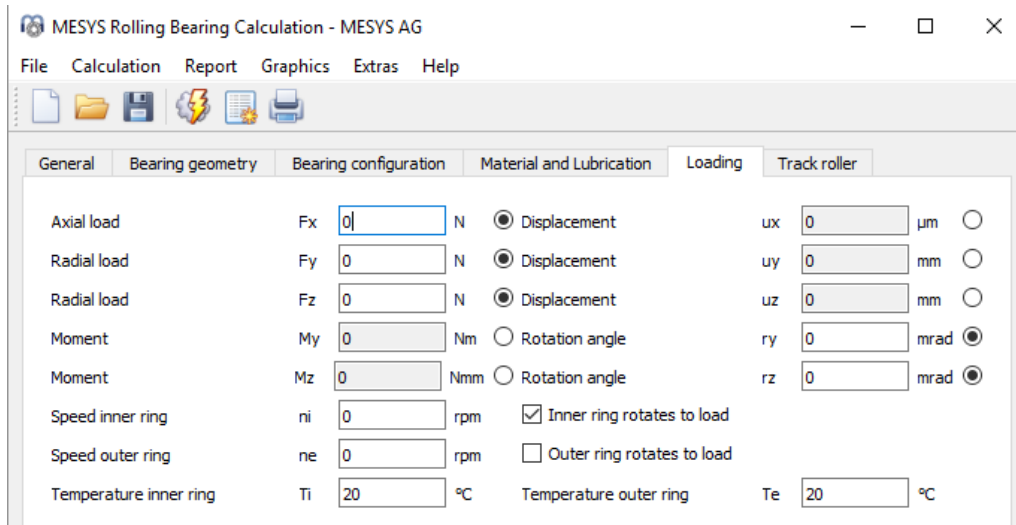 MESYS Rolling Bearing Calculation - MESYS AG
File Calculation Report Graphics Extras Help
General Bearing geometry Bearing configuration Material and Lubrication Loading Track roller
Axial load Fx 0 N Displacement ux 0 µm
Radial load Fy 0 N Displacement uy 0 mm
Radial load Fz 0 N Displacement uz 0 mm
Moment My 0 Nm Rotation angle ry 0 mrad
Moment Mz 0 Nmm Rotation angle rz 0 mrad
Speed inner ring ni 0 rpm Inner ring rotates to load
Speed outer ring ne 0 rpm Outer ring rotates to load
Temperature inner ring Ti 20 °C Temperature outer ring Te 20 °C